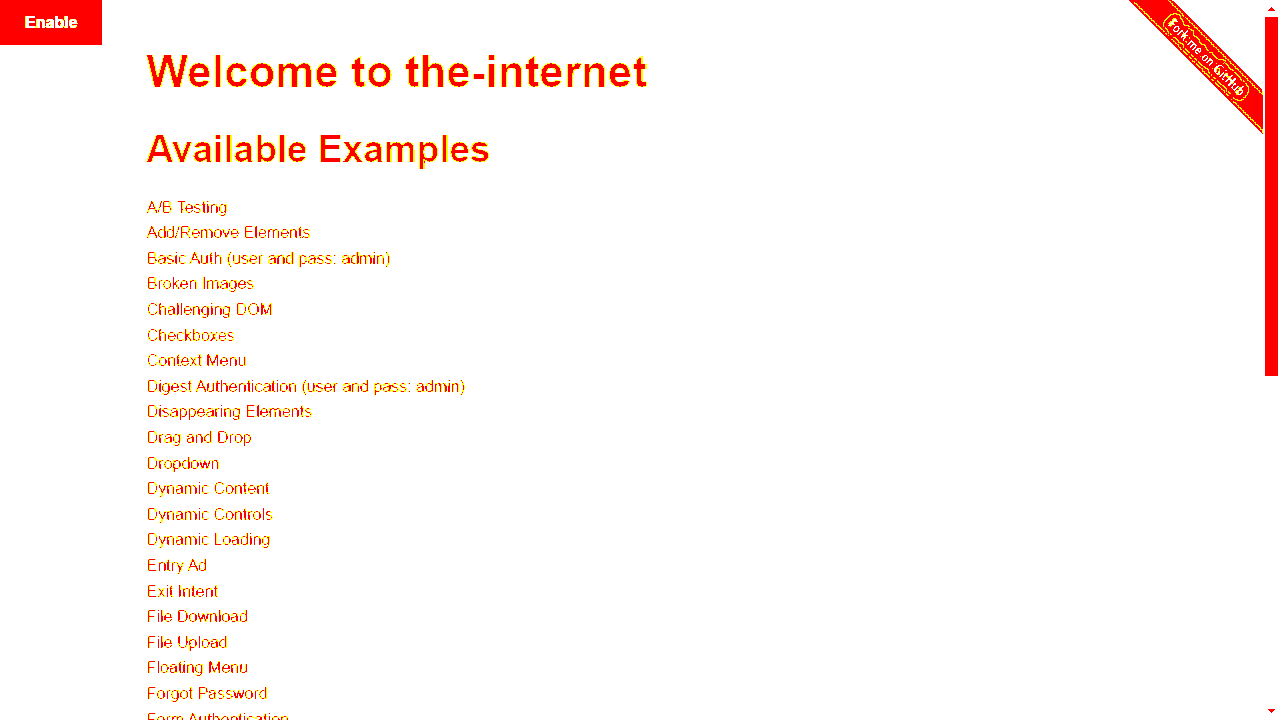 Enable
Fork me on GitHub
Welcome to the-internet
Available Examples
A/B Testing
Add/Remove Elements
Basic Auth (user and pass: admin)
Broken Images
Challenging DOM
Checkboxes
Context Menu
Digest Authentication (user and pass: admin)
Disappearing Elements
Drag and Drop
Dropdown
Dynamic Content
Dynamic Controls
Dynamic Loading
Entry Ad
Exit Intent
File Download
File Upload
Floating Menu
Forgot Password
Form Authentication